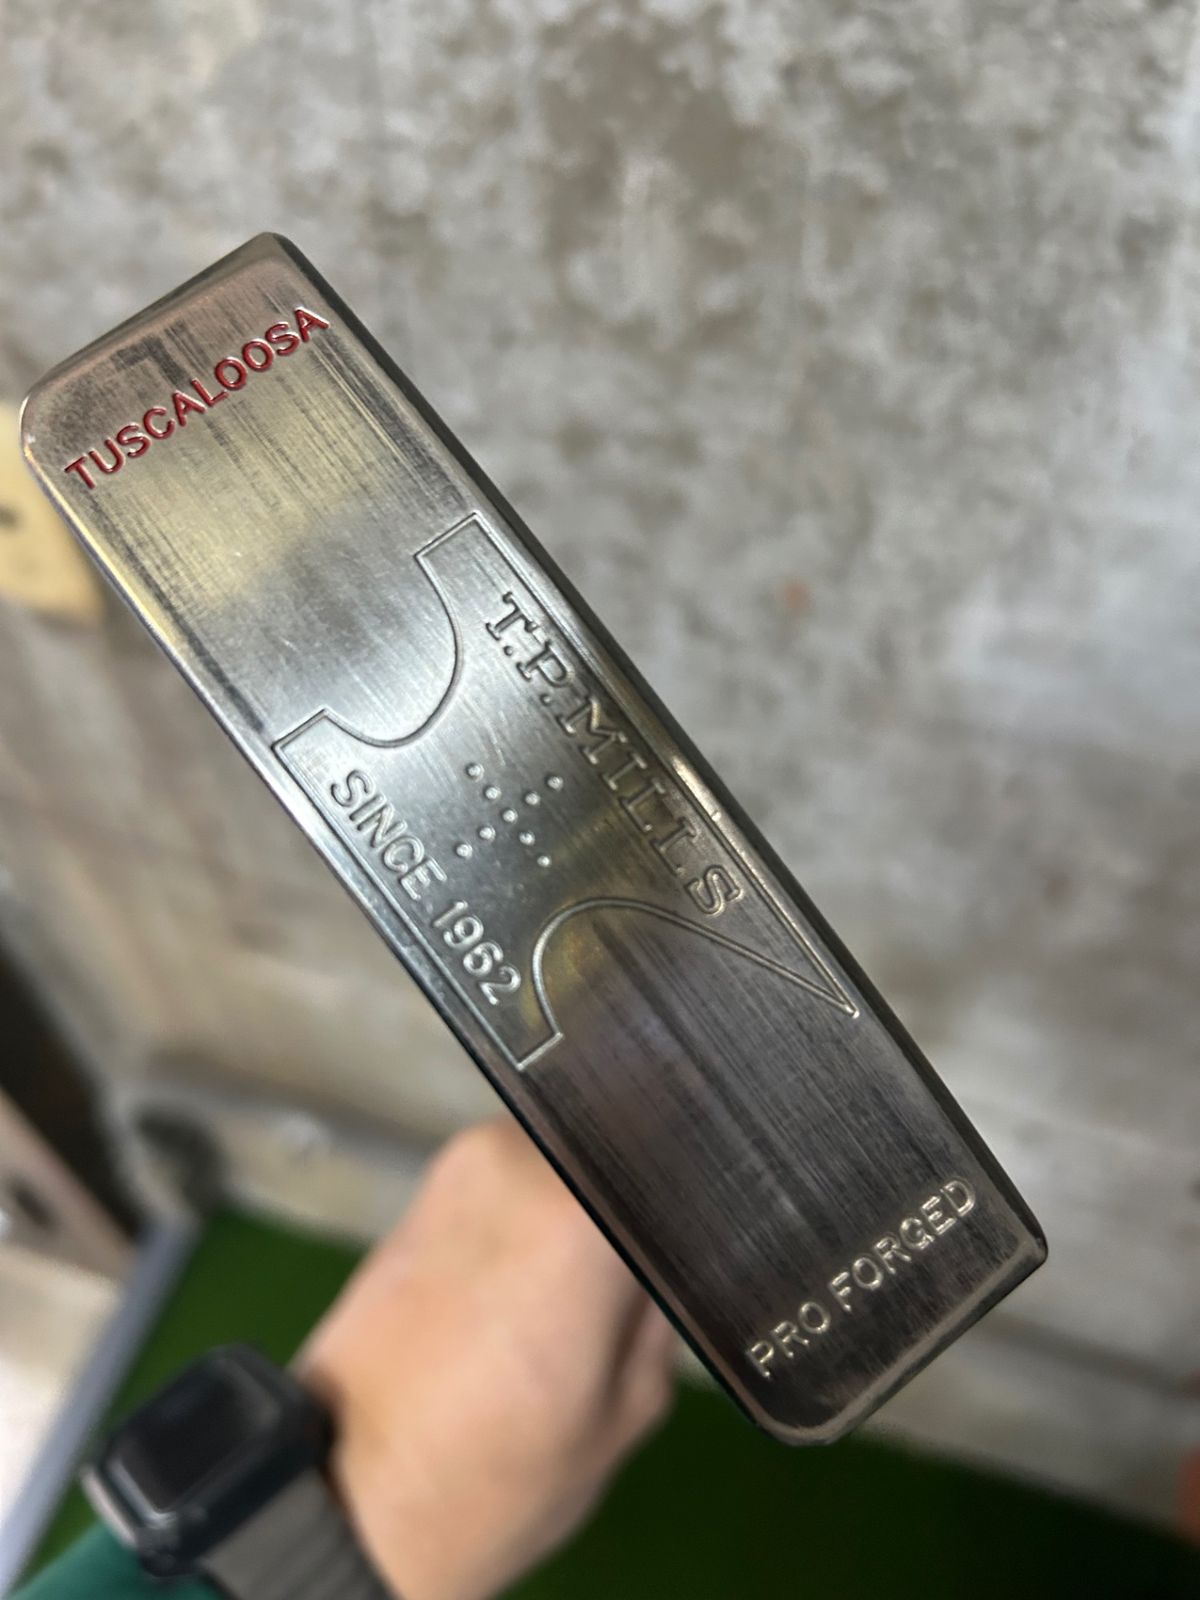 TUSCALOOSA
T.P. MILLS
SINCE 1962
PRO FORGED